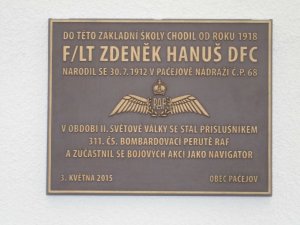 DO TÉTO ZÁKLADNÍ ŠKOLY CHODIL OD ROKU 1918
F/LT ZDENĚK HANUŠ DFC
NARODIL SE 30.7.1912 V PAČEJOVĚ NÁDRAŽÍ Č.P. 68
RAF
V OBDOBÍ II. SVĚTOVÉ VÁLKY SE STAL PŘÍSLUŠNÍKEM
311. ČS. BOMBARDOVACÍ PERUTĚ RAF
A ZÚČASTNIL SE BOJOVÝCH AKCÍ JAKO NAVIGÁTOR
3. KVĚTNA 2015 OBEC PAČEJOV